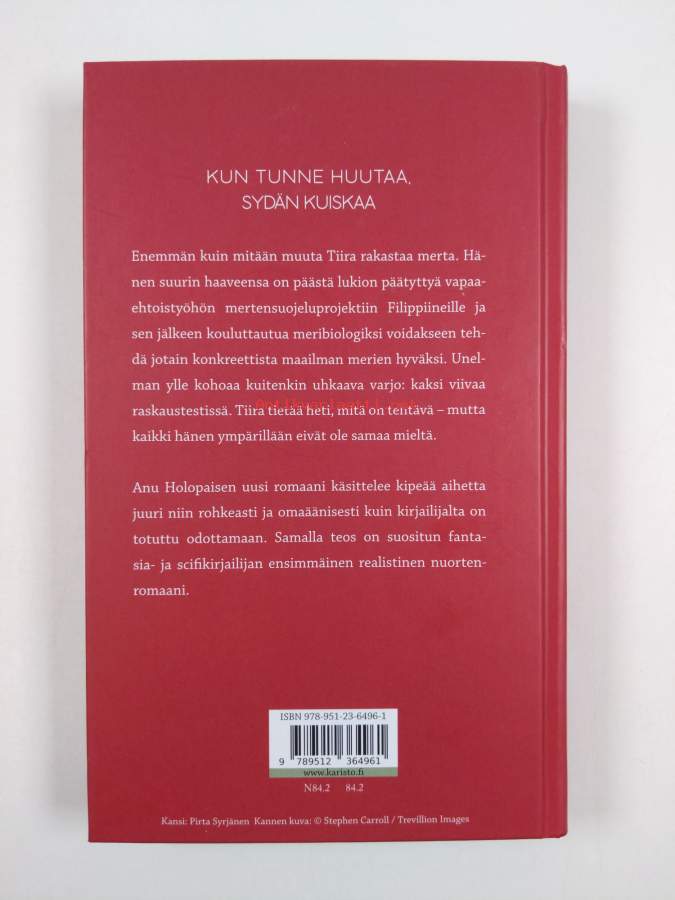 KUN TUNNE HUUTAA,
SYDÄN KUISKAA
Enemmän kuin mitään muuta Tiira rakastaa merta. Hä-
nen suurin haaveensa on päästä lukion päätyttyä vapaa-
ehtoistyöhön mertensuojeluprojektiin Filippiineille ja
sen jälkeen kouluttautua meribiologiksi voidakseen teh-
dä jotain konkreettista maailman merien hyväksi. Unel-
man ylle kohoaa kuitenkin uhkaava varjo: kaksi viivaa
antikvariaatti.net
raskaustestissä. Tiira tietää heti, mitä on tehtävä – mutta
kaikki hänen ympärillään eivät ole samaa mieltä.
Anu Holopaisen uusi romaani käsittelee kipeää aihetta
juuri niin rohkeasti ja omaäänisesti kuin kirjailijalta on
totuttu odottamaan. Samalla teos on suositun fanta-
sia- ja scifikirjailijan ensimmäinen realistinen nuorten-
romaani.
ISBN 978-951-23-6496-1
9 789512 364961
www.karisto.fi
N84.2 84.2
Kansi: Pirta Syrjänen Kannen kuva: © Stephen Carroll / Trevillion Images